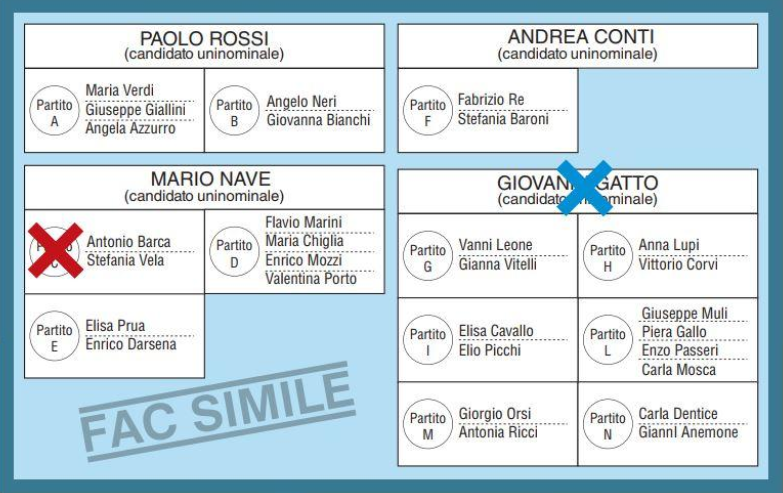 PAOLO ROSSI
(candidato uninominale)
Partito
A
Maria Verdi
Giuseppe Giallini
Angela Azzurro
Partito
B
Angelo Neri
Giovanna Bianchi
ANDREA CONTI
(candidato uninominale)
Partito
F
Fabrizio Re
Stefania Baroni
MARIO NAVE
(candidato uninominale)
Antonio Barca
Stefania Vela
Partito
D
Flavio Marini
Maria Chiglia
Enrico Mozzi
Valentina Porto
Partito
E
Elisa Prua
Enrico Darsena
GATTO
Partito
G
Vanni Leone
Gianna Vitelli
Partito
H
Anna Lupi
Vittorio Corvi
Partito
I
Elisa Cavallo
Elio Picchi
Partito
L
Giuseppe Muli
Piera Gallo
Enzo Passeri
Carla Mosca
Partito
M
Giorgio Orsi
Antonia Ricci
Partito
N
Carla Dentice
GiannI Anemone
FAC SIMILE